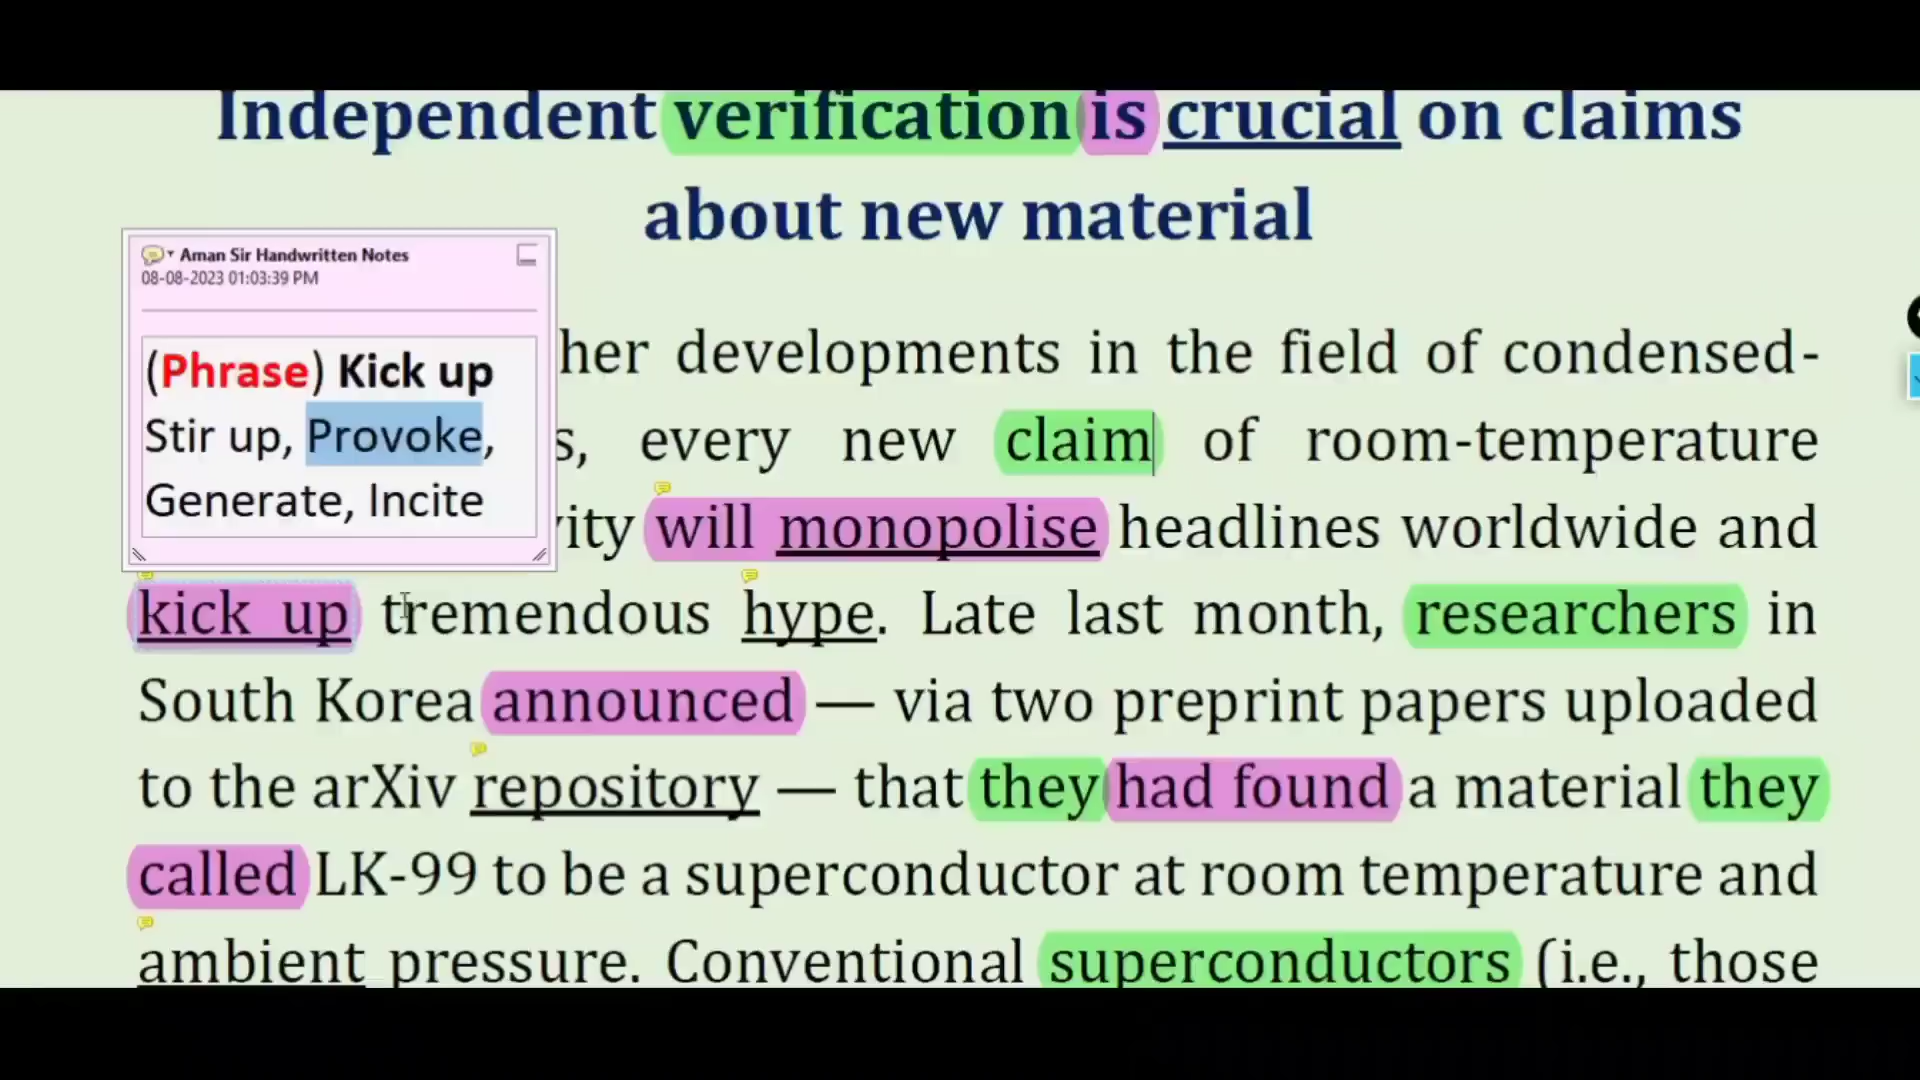 Independent verification is crucial on claims
about new material
Aman Sir Handwritten Notes
08-08-2023 01:03:39 PM
(Phrase) Kick up
Stir up, Provoke,
Generate, Incite
her developments in the field of condensed-
s, every new claim of room-temperature
ity will monopolise headlines worldwide and
kick up tremendous hype. Late last month, researchers in
South Korea announced — via two preprint papers uploaded
to the arXiv repository — that they had found a material they
called LK-99 to be a superconductor at room temperature and
ambient pressure. Conventional superconductors (i.e., those